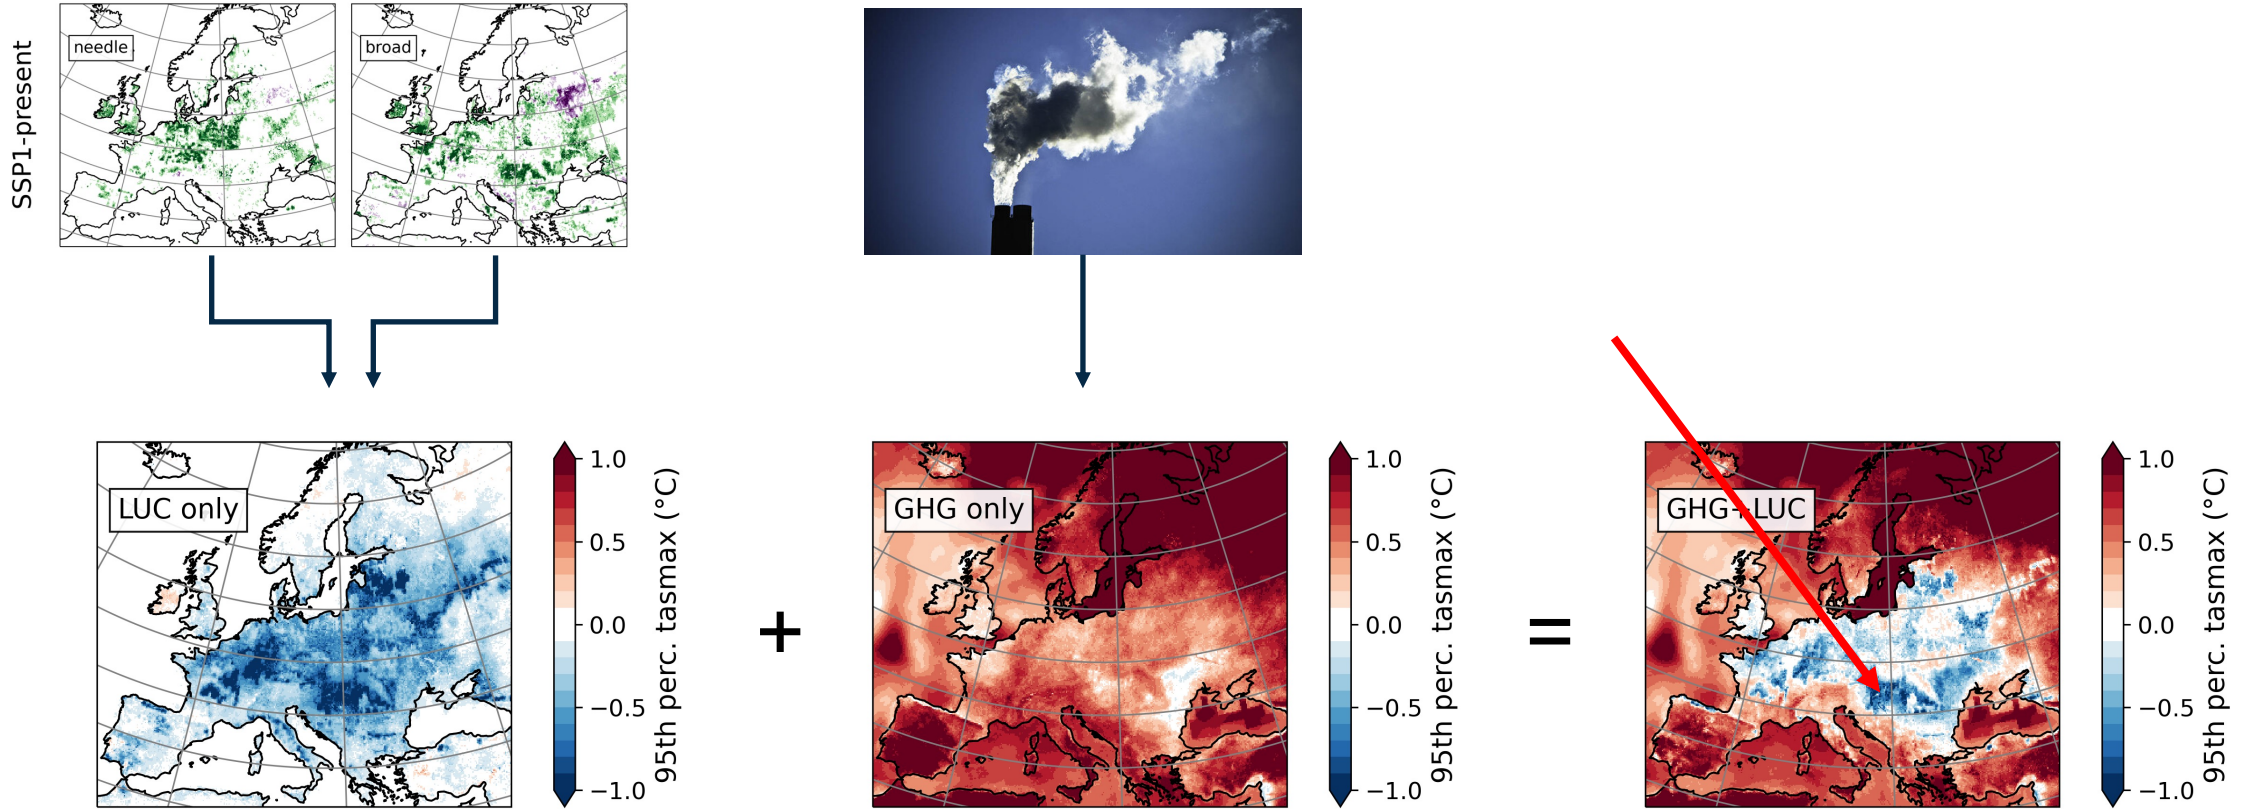 SSP1-present
needle
broad
LUC only
1.0
0.5
0.0
−0.5
−1.0
95th perc. tasmax (°C)
+
GHG only
1.0
0.5
0.0
−0.5
−1.0
95th perc. tasmax (°C)
=
GHG+LUC
1.0
0.5
0.0
−0.5
−1.0
95th perc. tasmax (°C)